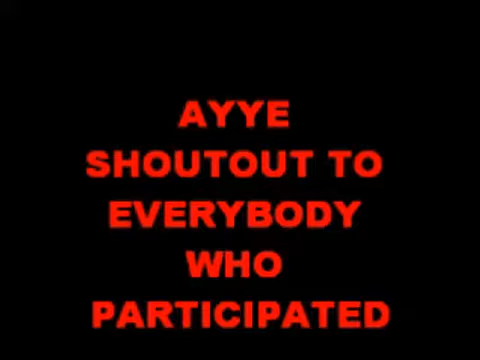 AYYE
SHOUTOUT TO
EVERYBODY
WHO
PARTICIPATED